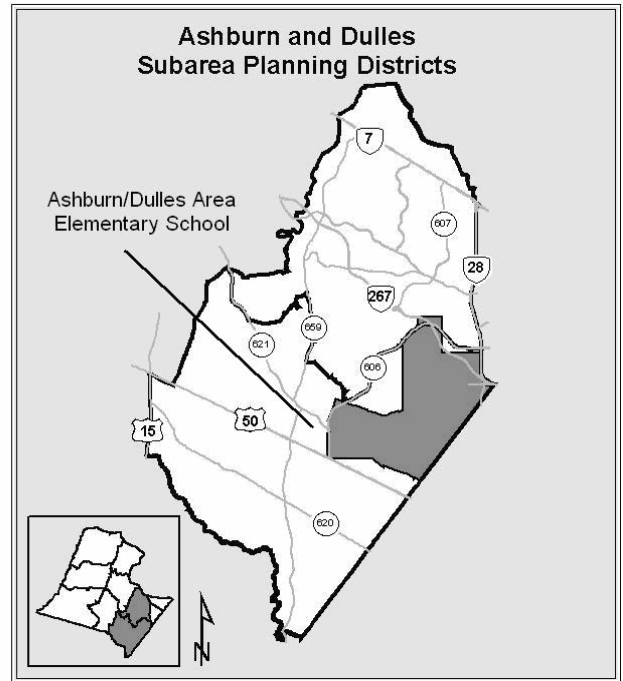 Ashburn and Dulles
Subarea Planning Districts
7
Ashburn/Dulles Area
Elementary School
607
28
267
659
621
606
50
15
620
N